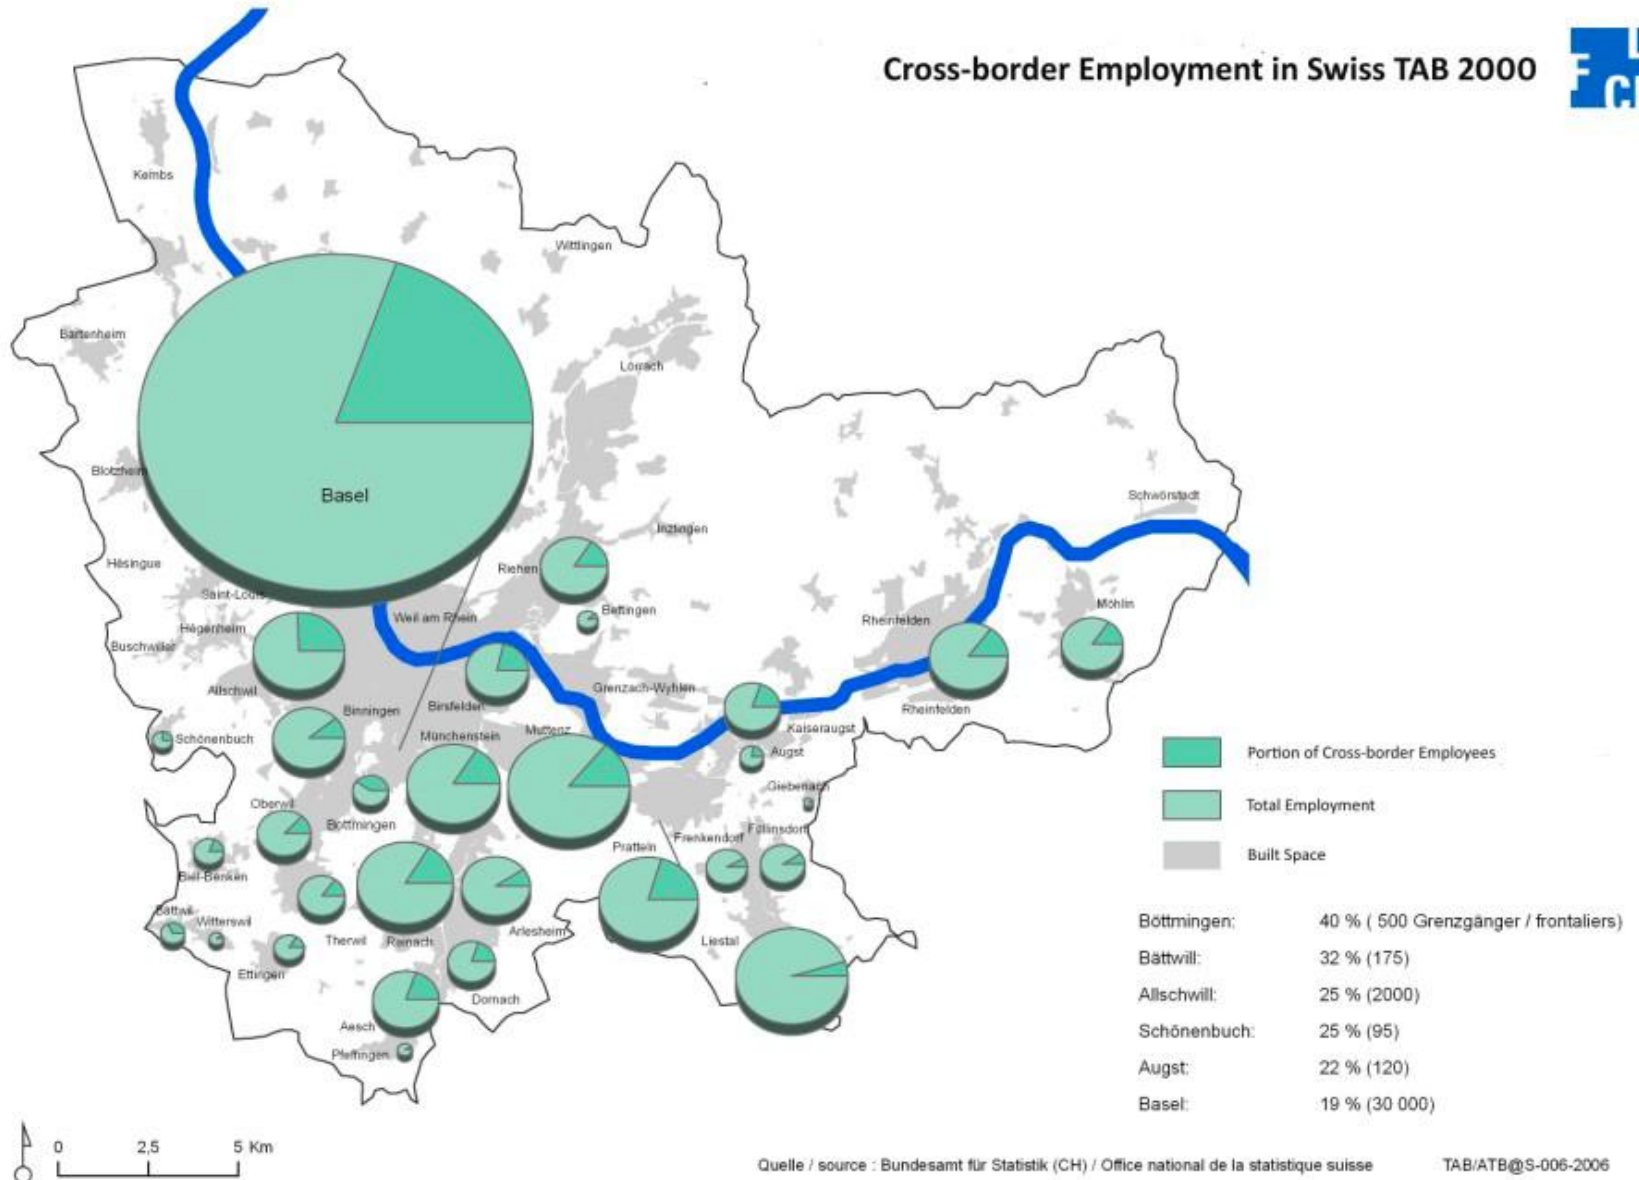 Cross-border Employment in Swiss TAB 2000
F
Kembs
Wittlingen
Bartenheim
Lörrach
Blotzheim
Basel
Schwörstadt
Inzlingen
Hésingue
Riehen
Saint-Louis
Bettingen
Weil am Rhein
Möhlin
Hégenheim
Rheinfelden
Buschwiller
Allschwil
Grenzach-Wyhlen
Binningen
Birsfelden
Rheinfelden
Kaiseraugst
Schönenbuch
Münchenstein
Muttenz
Augst
Giebenach
Oberwil
Böttmingen
Frenkendorf
Füllinsdorf
Pratteln
Biel-Benken
Bättwil
Witterswil
Therwil
Reinach
Arlesheim
Liestal
Ettingen
Dornach
Aesch
Pfeffingen
Portion of Cross-border Employees
Total Employment
Built Space
Böttmingen: 40 % ( 500 Grenzgänger / frontaliers)
Bättwill: 32 % (175)
Allschwill: 25 % (2000)
Schönenbuch: 25 % (95)
Augst: 22 % (120)
Basel: 19 % (30 000)
0 2,5 5 Km
Quelle / source : Bundesamt für Statistik (CH) / Office national de la statistique suisse TAB/ATB@S-006-2006